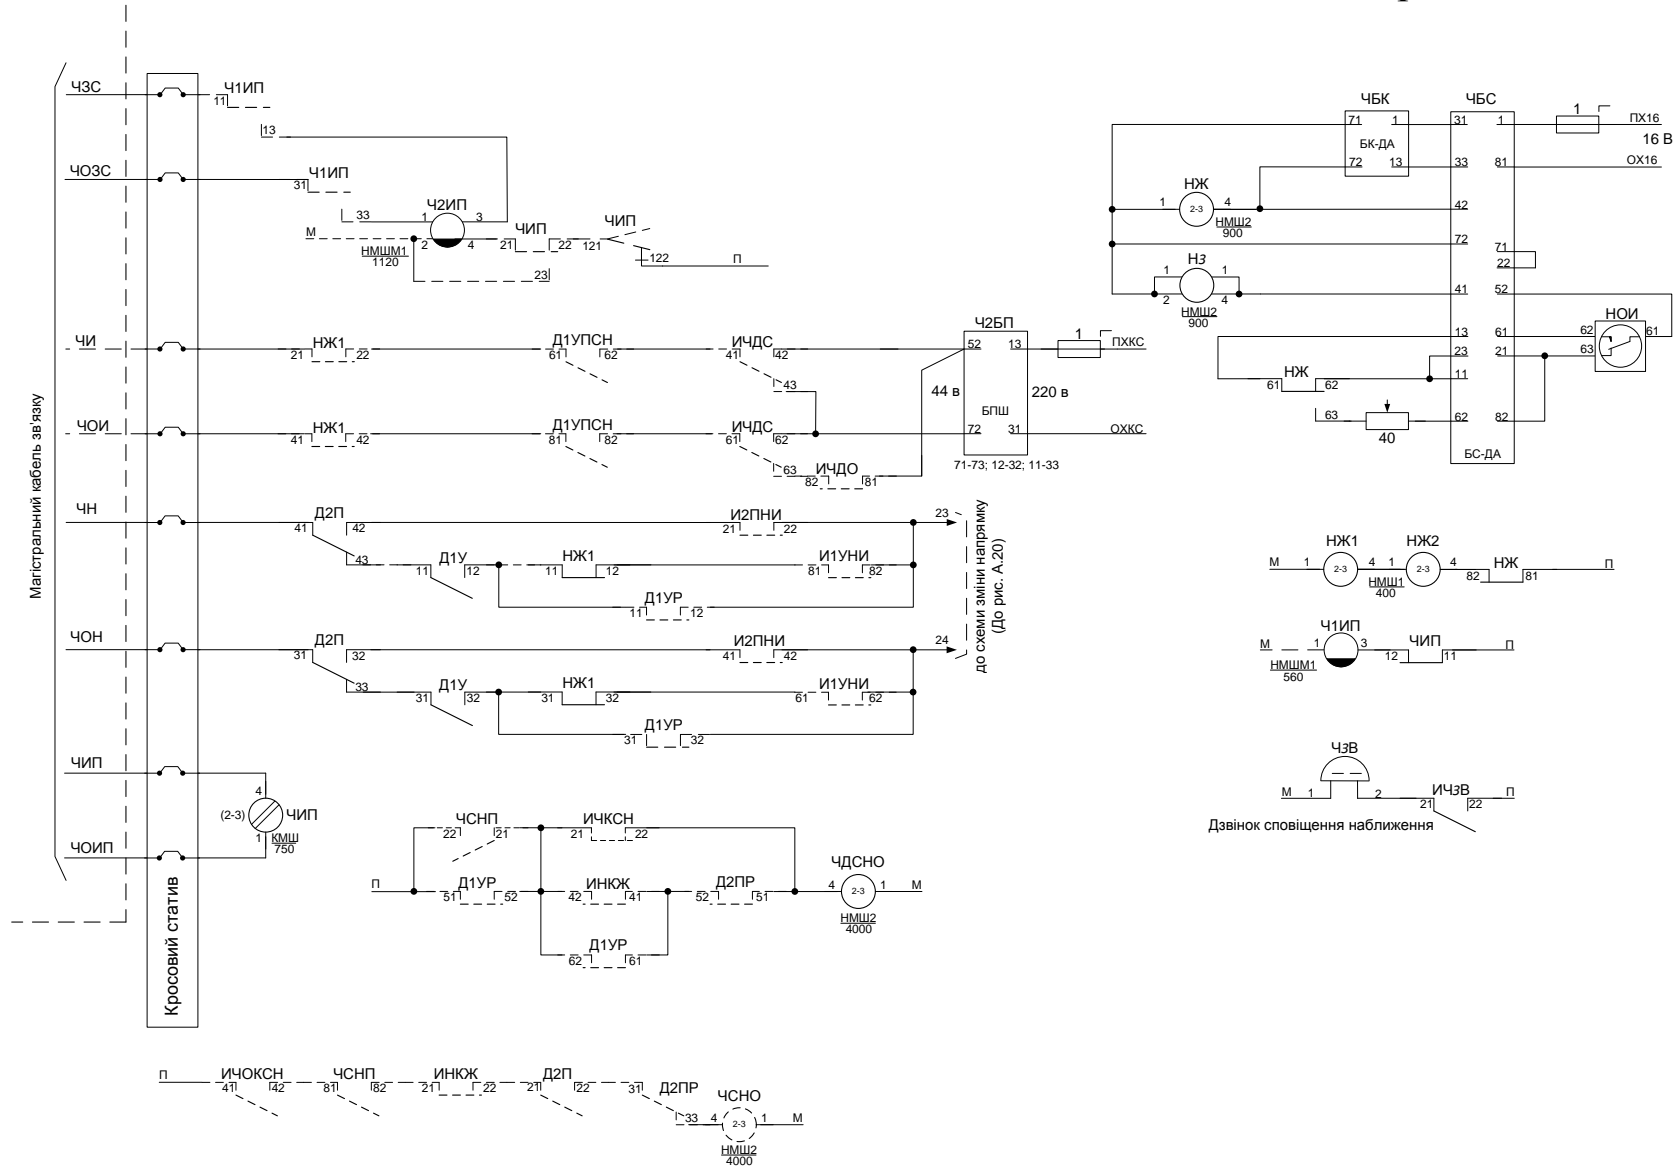 Магістральний кабель зв'язку
Кросовий статив
ЧЗС
Ч1ИП
11
13
ЧОЗС
Ч1ИП
31
33
Ч2ИП
1
3
М
2
4
НМШМ1
1120
ЧИП
21
22
23
ЧИП
121
122
П
ЧИ
НЖ1
21
22
Д1УПСН
61
62
ИЧДС
41
42
43
Ч2БП
52
13
44 в
220 в
БПШ
72
31
71-73; 12-32; 11-33
1
ПХКС
ОХКС
ЧОИ
НЖ1
41
42
Д1УПСН
81
82
ИЧДС
61
62
63
ИЧДО
82
81
ЧН
Д2П
41
42
43
И2ПНИ
21
22
23
Д1У
11
12
НЖ1
11
12
И1УНИ
81
82
Д1УР
11
12
ЧОН
Д2П
31
32
33
И2ПНИ
41
42
24
Д1У
31
32
НЖ1
31
32
И1УНИ
61
62
Д1УР
31
32
до схеми зміни напрямку
(До рис. А.20)
ЧИП
4
(2-3)
ЧИП
1
КМШ
750
ЧОИП
ЧСНП
22
21
ИЧКСН
21
22
П
Д1УР
51
52
ИНКЖ
42
41
Д2ПР
52
51
Д1УР
62
61
ЧДСНО
4
2-3
1
М
НМШ2
4000
П
ИЧОКСН
41
42
ЧСНП
81
82
ИНКЖ
21
22
Д2П
21
22
31
Д2ПР
33
ЧСНО
4
2-3
1
М
НМШ2
4000
ЧБК
71
1
БК-ДА
72
13
ЧБС
31
1
33
81
42
72
71
22
41
52
13
61
23
21
11
62
82
БС-ДА
1
ПХ16
16 В
ОХ16
НЖ
1
2-3
4
НМШ2
900
НЗ
1
1
2
4
НМШ2
900
НОИ
62
61
63
НЖ
61
62
63
40
НЖ1
НЖ2
М
1
2-3
4
1
2-3
4
НМШ1
400
НЖ
82
81
П
Ч1ИП
М
1
3
НМШМ1
560
ЧИП
12
11
П
ЧЗВ
М
1
2
ИЧЗВ
21
22
П
Дзвінок сповіщення наближення